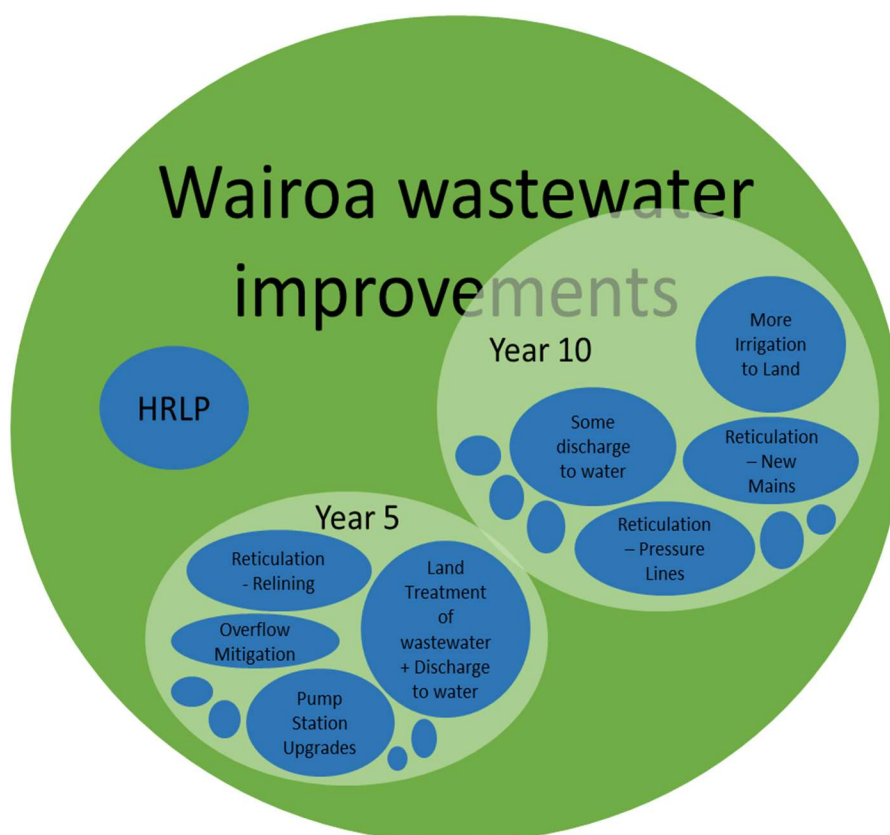 Wairoa wastewater
improvements
Year 10
More
Irrigation
to Land
HRLP
Some
discharge
to water
Reticulation
– New
Mains
Reticulation
– Pressure
Lines
Year 5
Reticulation
- Relining
Land
Treatment
of
wastewater
+ Discharge
to water
Overflow
Mitigation
Pump
Station
Upgrades